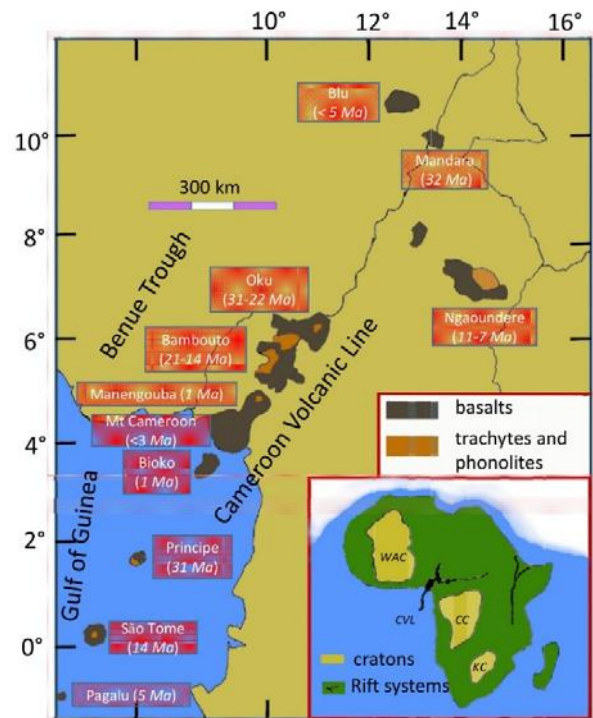 10° 12° 14° 16°
Blu
(< 5 Ma)
10°
Mandara
(32 Ma)
300 km
8°
Benue Trough
Oku
(31-22 Ma)
Ngaoundere
(11-7 Ma)
6°
Bambouto
(21-14 Ma)
Cameroon Volcanic Line
Manengouba (1 Ma)
Mt Cameroon
(<3 Ma)
4°
basalts
trachytes and
phonolites
Bioko
(1 Ma)
Gulf of Guinea
2°
Principe
(31 Ma)
WAC
CVL
CC
KC
São Tome
(14 Ma)
0°
cratons
Rift systems
Pagalu (5 Ma)